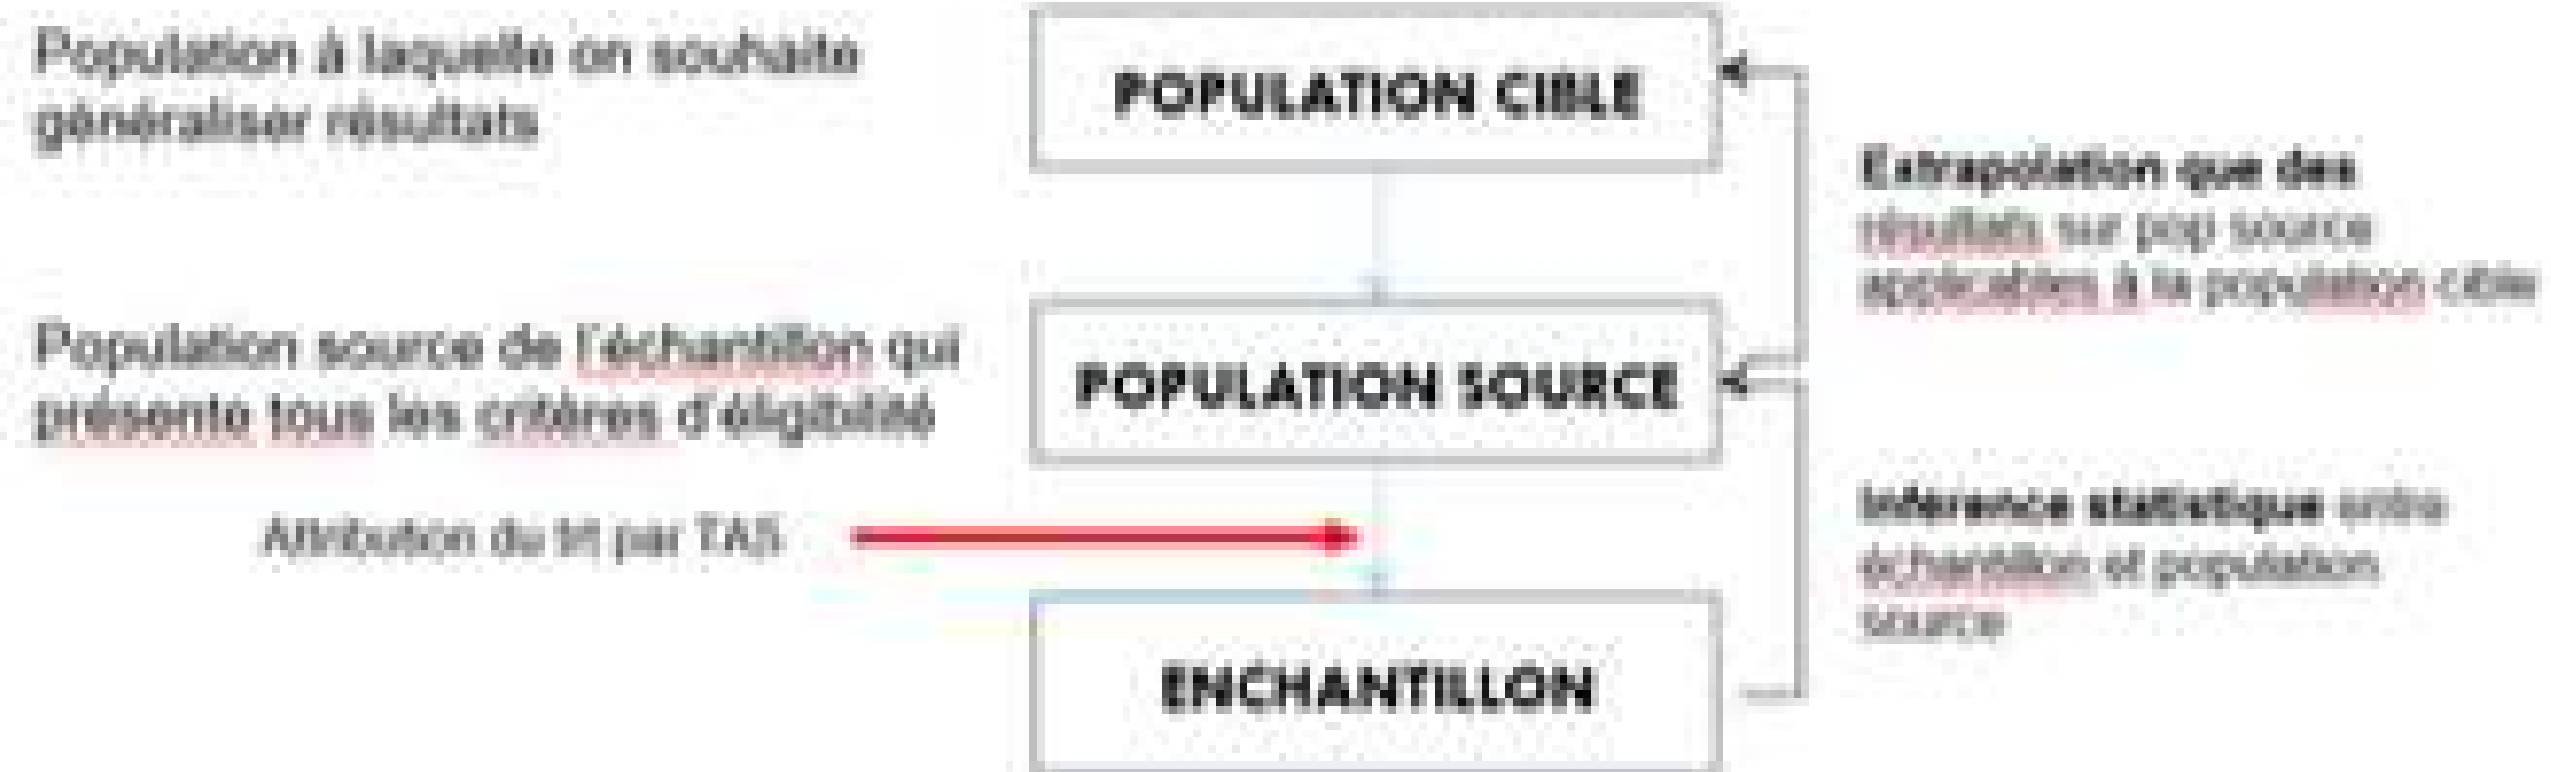 Population à laquelle on souhaite
généraliser résultats
POPULATION CIBLE
Extrapolation que des
résultats sur pop source
applicables à la population cible
Population source de l'échantillon qui
présente tous les critères d'éligibilité
POPULATION SOURCE
Attribution du trt par TAS
Inférence statistique entre
échantillon et population
source
ENCHANTILLON